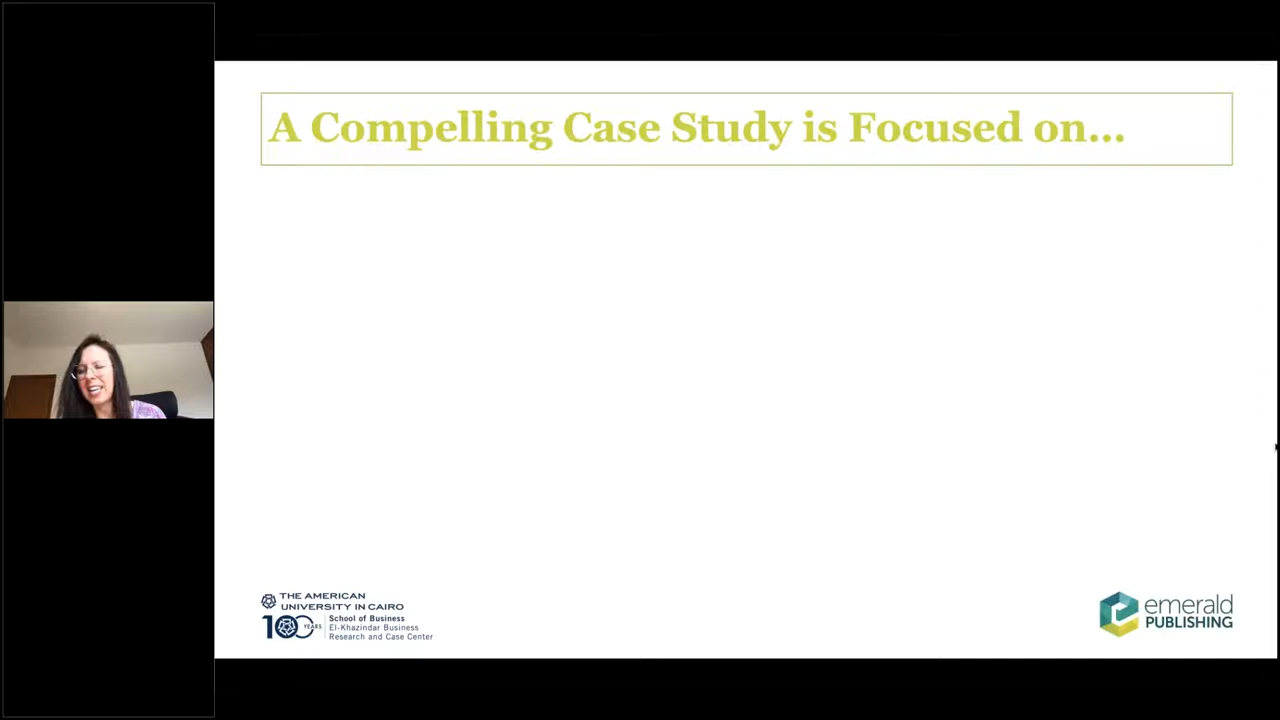 A Compelling Case Study is Focused on...
THE AMERICAN
UNIVERSITY IN CAIRO
100 YEARS
School of Business
El-Khazindar Business
Research and Case Center
emerald
PUBLISHING